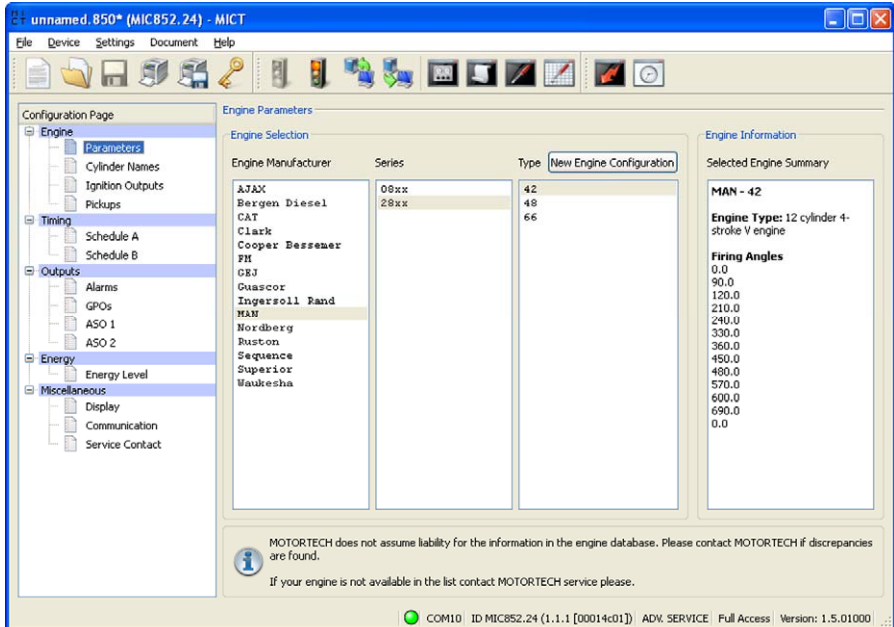 unnamed.850* (MIC852.24) - MICT
File Device Settings Document Help
Configuration Page
Engine
Parameters
Cylinder Names
Ignition Outputs
Pickups
Timing
Schedule A
Schedule B
Outputs
Alarms
GPOs
ASO 1
ASO 2
Energy
Energy Level
Miscellaneous
Display
Communication
Service Contact
Engine Parameters
Engine Selection
Engine Manufacturer
AJAX
Bergen Diesel
CAT
Clark
Cooper Bessemer
FM
GEJ
Guascor
Ingersoll Rand
MAN
Nordberg
Ruston
Sequence
Superior
Waukesha
Series
08xx
28xx
Type New Engine Configuration
42
48
66
Engine Information
Selected Engine Summary
MAN - 42
Engine Type: 12 cylinder 4-
stroke V engine
Firing Angles
0.0
90.0
120.0
210.0
240.0
330.0
360.0
450.0
480.0
570.0
600.0
690.0
0.0
MOTORTECH does not assume liability for the information in the engine database. Please contact MOTORTECH if discrepancies
are found.
If your engine is not available in the list contact MOTORTECH service please.
COM10 ID MIC852.24 (1.1.1 [00014c01]) ADV. SERVICE Full Access Version: 1.5.01000